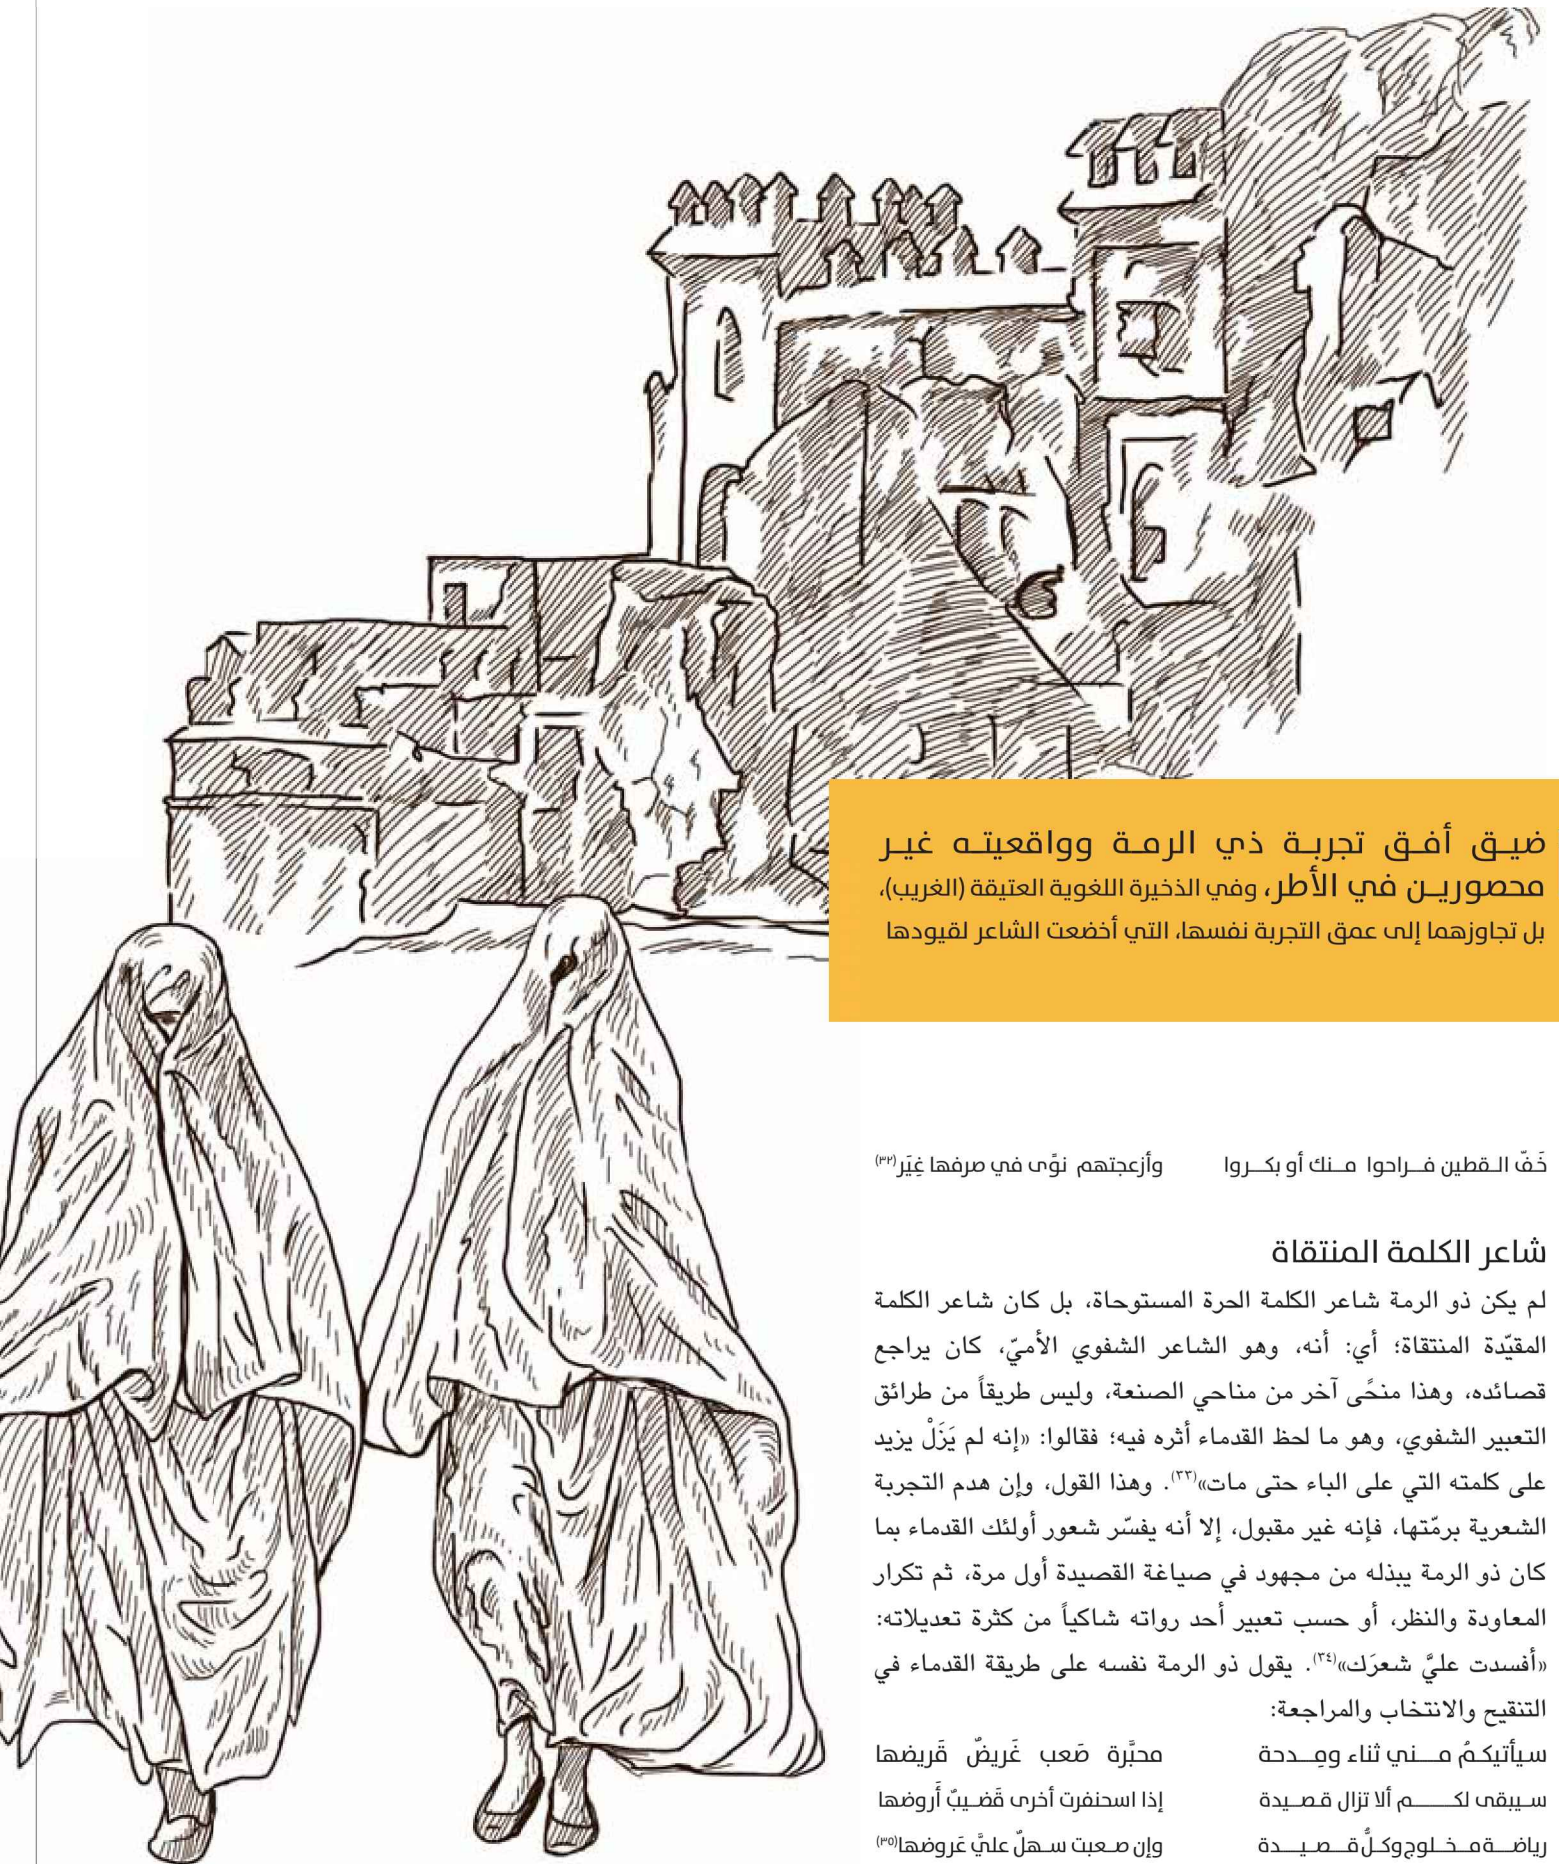 ضيق أفق تجربة ذي الرمة وواقعيته غير
محصورين في الأطر، وفي الذخيرة اللغوية العتيقة (الغريب)،
بل تجاوزهما إلى عمق التجربة نفسها، التي أخضعت الشاعر لقيودها
خَفّ القطين فراحوا منك أو بكروا وأزعجتهم نوًى في صرفها غِيَر(٣٢)
شاعر الكلمة المنتقاة
لم يكن ذو الرمة شاعر الكلمة الحرة المستوحاة، بل كان شاعر الكلمة
المقيّدة المنتقاة؛ أي: أنه، وهو الشاعر الشفوي الأميّ، كان يراجع
قصائده، وهذا منحًى آخر من مناحي الصنعة، وليس طريقاً من طرائق
التعبير الشفوي، وهو ما لحظ القدماء أثره فيه؛ فقالوا: «إنه لم يَزَلْ يزيد
على كلمته التي على الباء حتى مات»(٣٣). وهذا القول، وإن هدم التجربة
الشعرية برمّتها، فإنه غير مقبول، إلا أنه يفسّر شعور أولئك القدماء بما
كان ذو الرمة يبذله من مجهود في صياغة القصيدة أول مرة، ثم تكرار
المعاودة والنظر، أو حسب تعبير أحد رواته شاكياً من كثرة تعديلاته:
«أفسدت عليَّ شعرَك»(٣٤). يقول ذو الرمة نفسه على طريقة القدماء في
التنقيح والانتخاب والمراجعة:
سيأتيكمُ مني ثناء ومِدحة محبَّرة صَعب غَريضٌ قَريضها
سيبقى لكم ألا تزال قصيدة إذا اسحنفرت أخرى قَضيبٌ أَروضها
رياضة مخلوج وكلُّ قصيدة وإن صعبت سهلٌ عليَّ عَروضها(٣٥)